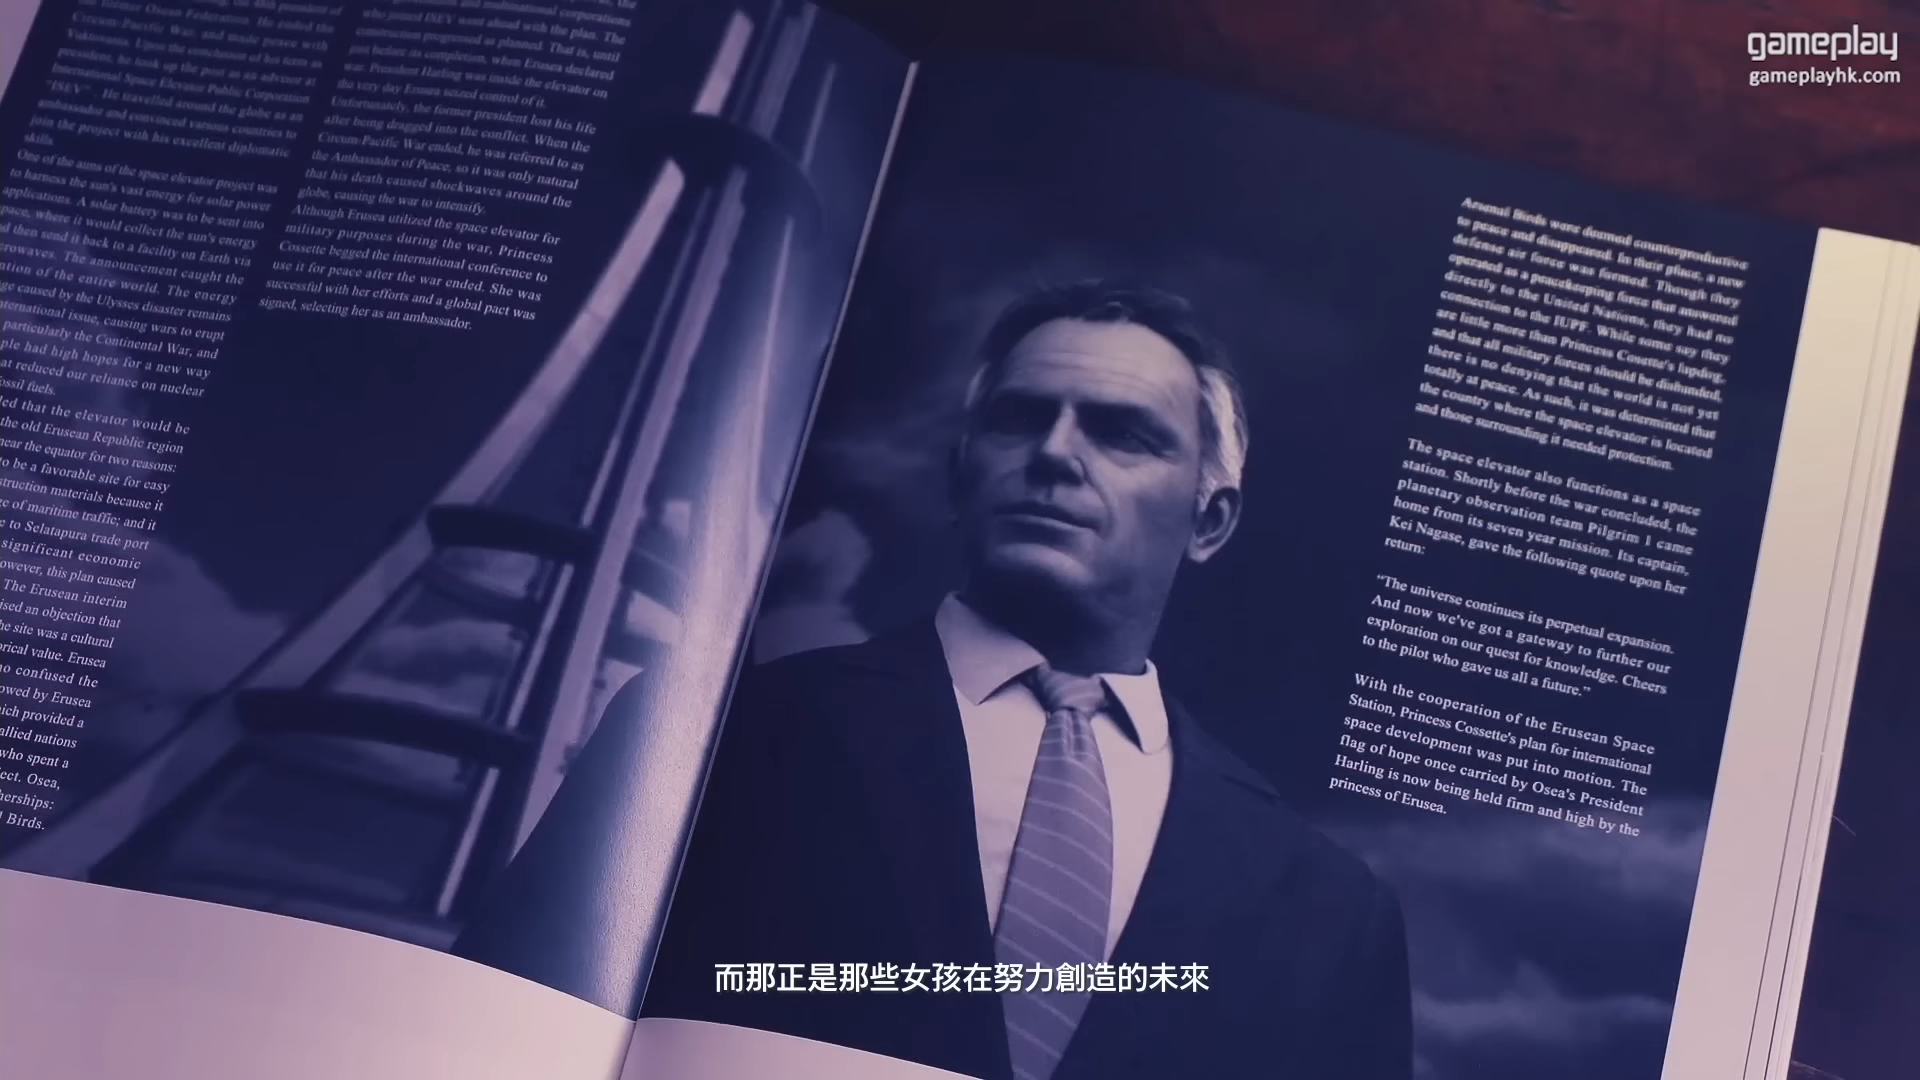 former Osean Federation. He ended the
Circum-Pacific War, and made peace with
Yuktobania. Upon the conclusion of his term as
president, he took up the post as an advisor at
International Space Elevator Public Corporation
"ISEV". He travelled around the globe as an
ambassador and convinced various countries to
join the project with his excellent diplomatic
skills.
One of the aims of the space elevator project was
to harness the sun's vast energy for solar power
applications. A solar battery was to be sent into
pace, where it would collect the sun's energy
d then send it back to a facility on Earth via
crowaves. The announcement caught the
ntion of the entire world. The energy
ge caused by the Ulysses disaster remains
nternational issue, causing wars to erupt
particularly the Continental War, and
ple had high hopes for a new way
at reduced our reliance on nuclear
ossil fuels.
led that the elevator would be
the old Erusean Republic region
near the equator for two reasons:
to be a favorable site for easy
struction materials because it
ge of maritime traffic; and it
e to Selatapura trade port
significant economic
owever, this plan caused
The Erusean interim
ised an objection that
he site was a cultural
orical value. Erusea
no confused the
owed by Erusea
ich provided a
allied nations
who spent a
ect. Osea,
nerships:
l Birds.
and multinational corporations
who joined ISEV went ahead with the plan. The
construction progressed as planned. That is, until
just before its completion, when Erusea declared
war. President Harling was inside the elevator on
the very day Erusea seized control of it.
Unfortunately, the former president lost his life
after being dragged into the conflict. When the
Circum-Pacific War ended, he was referred to as
the Ambassador of Peace, so it was only natural
that his death caused shockwaves around the
globe, causing the war to intensify.
Although Erusea utilized the space elevator for
military purposes during the war, Princess
Cossette begged the international conference to
use it for peace after the war ended. She was
successful with her efforts and a global pact was
signed, selecting her as an ambassador.
gameplay
gameplayhk.com
Arsenal Birds were deemed counterproductive
to peace and disappeared. In their place, a new
defense air force was formed. Though they
operated as a peacekeeping force that answered
directly to the United Nations, they had no
connection to the IUPF. While some say they
are little more than Princess Cosette's lapdog,
and that all military forces should be disbanded,
there is no denying that the world is not yet
totally at peace. As such, it was determined that
the country where the space elevator is located
and those surrounding it needed protection.
The space elevator also functions as a space
station. Shortly before the war concluded, the
planetary observation team Pilgrim 1 came
home from its seven year mission. Its captain,
Kei Nagase, gave the following quote upon her
return:
"The universe continues its perpetual expansion.
And now we've got a gateway to further our
exploration on our quest for knowledge. Cheers
to the pilot who gave us all a future."
With the cooperation of the Erusean Space
Station, Princess Cossette's plan for international
space development was put into motion. The
flag of hope once carried by Osea's President
Harling is now being held firm and high by the
princess of Erusea.
而那正是那些女孩在努力創造的未來